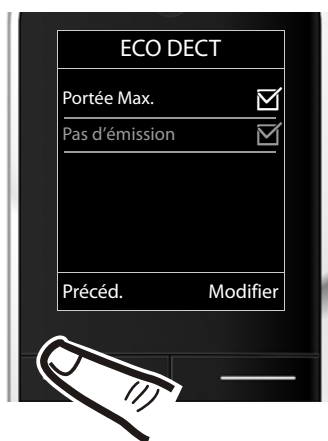 ECO DECT
Portée Max.
Pas d’émission
Précéd. Modifier